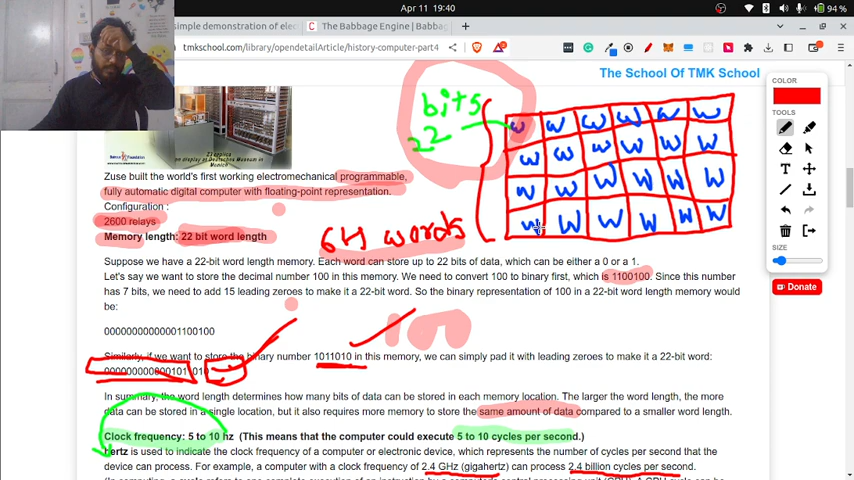 Apr 11 19:40
94 %
simple demonstration of elec
The Babbage Engine | Babbag
tmkschool.com/library/opendetailArticle/history-computer-part4
The School Of TMK School
bits
22
W W W W W W
W W W W W W
W W W W W W
W W W W W W
COLOR
TOOLS
T
SIZE
Donate
Zuse built the world's first working electromechanical programmable,
fully automatic digital computer with floating-point representation.
Configuration :
2600 relays
Memory length: 22 bit word length
64 words
Suppose we have a 22-bit word length memory. Each word can store up to 22 bits of data, which can be either a 0 or a 1.
Let's say we want to store the decimal number 100 in this memory. We need to convert 100 to binary first, which is 1100100. Since this number
has 7 bits, we need to add 15 leading zeroes to make it a 22-bit word. So the binary representation of 100 in a 22-bit word length memory would
be:
100
Similarly, if we want to store the binary number 1011010 in this memory, we can simply pad it with leading zeroes to make it a 22-bit word:
In summary, the word length determines how many bits of data can be stored in each memory location. The larger the word length, the more
data can be stored in a single location, but it also requires more memory to store the same amount of data compared to a smaller word length.
Clock frequency: 5 to 10 hz (This means that the computer could execute 5 to 10 cycles per second.)
hertz is used to indicate the clock frequency of a computer or electronic device, which represents the number of cycles per second that the
device can process. For example, a computer with a clock frequency of 2.4 GHz (gigahertz) can process 2.4 billion cycles per second.